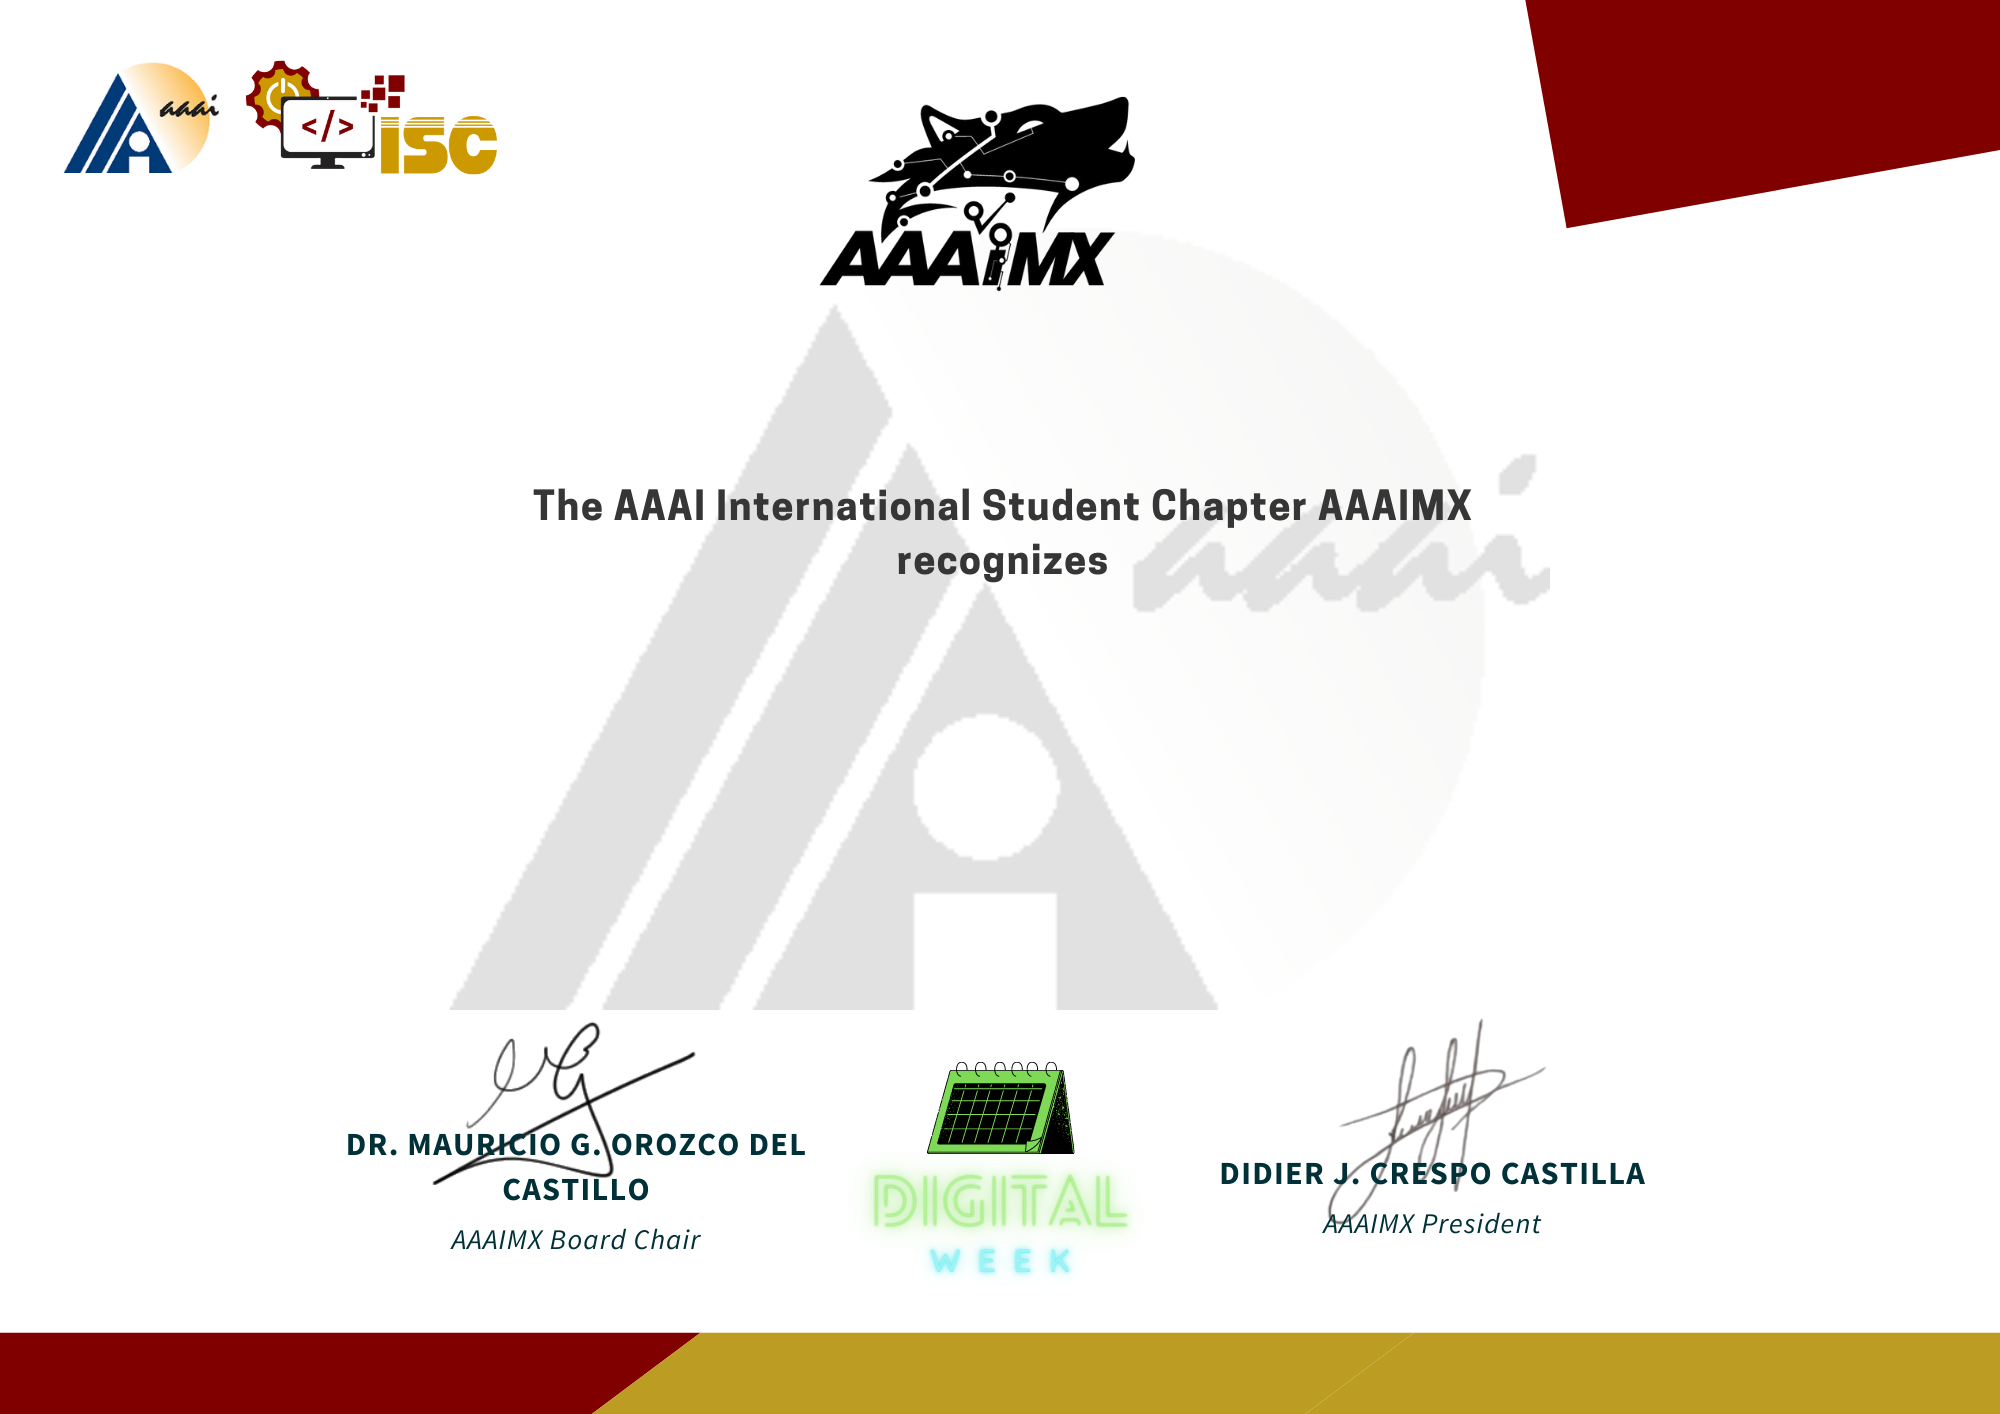 aaai
</>
ISC
AAAiMX
The AAAI International Student Chapter AAAIMX
recognizes
aaai
DR. MAURICIO G. OROZCO DEL
CASTILLO
AAAIMX Board Chair
DIGITAL
WEEK
DIDIER J. CRESPO CASTILLA
AAAIMX President